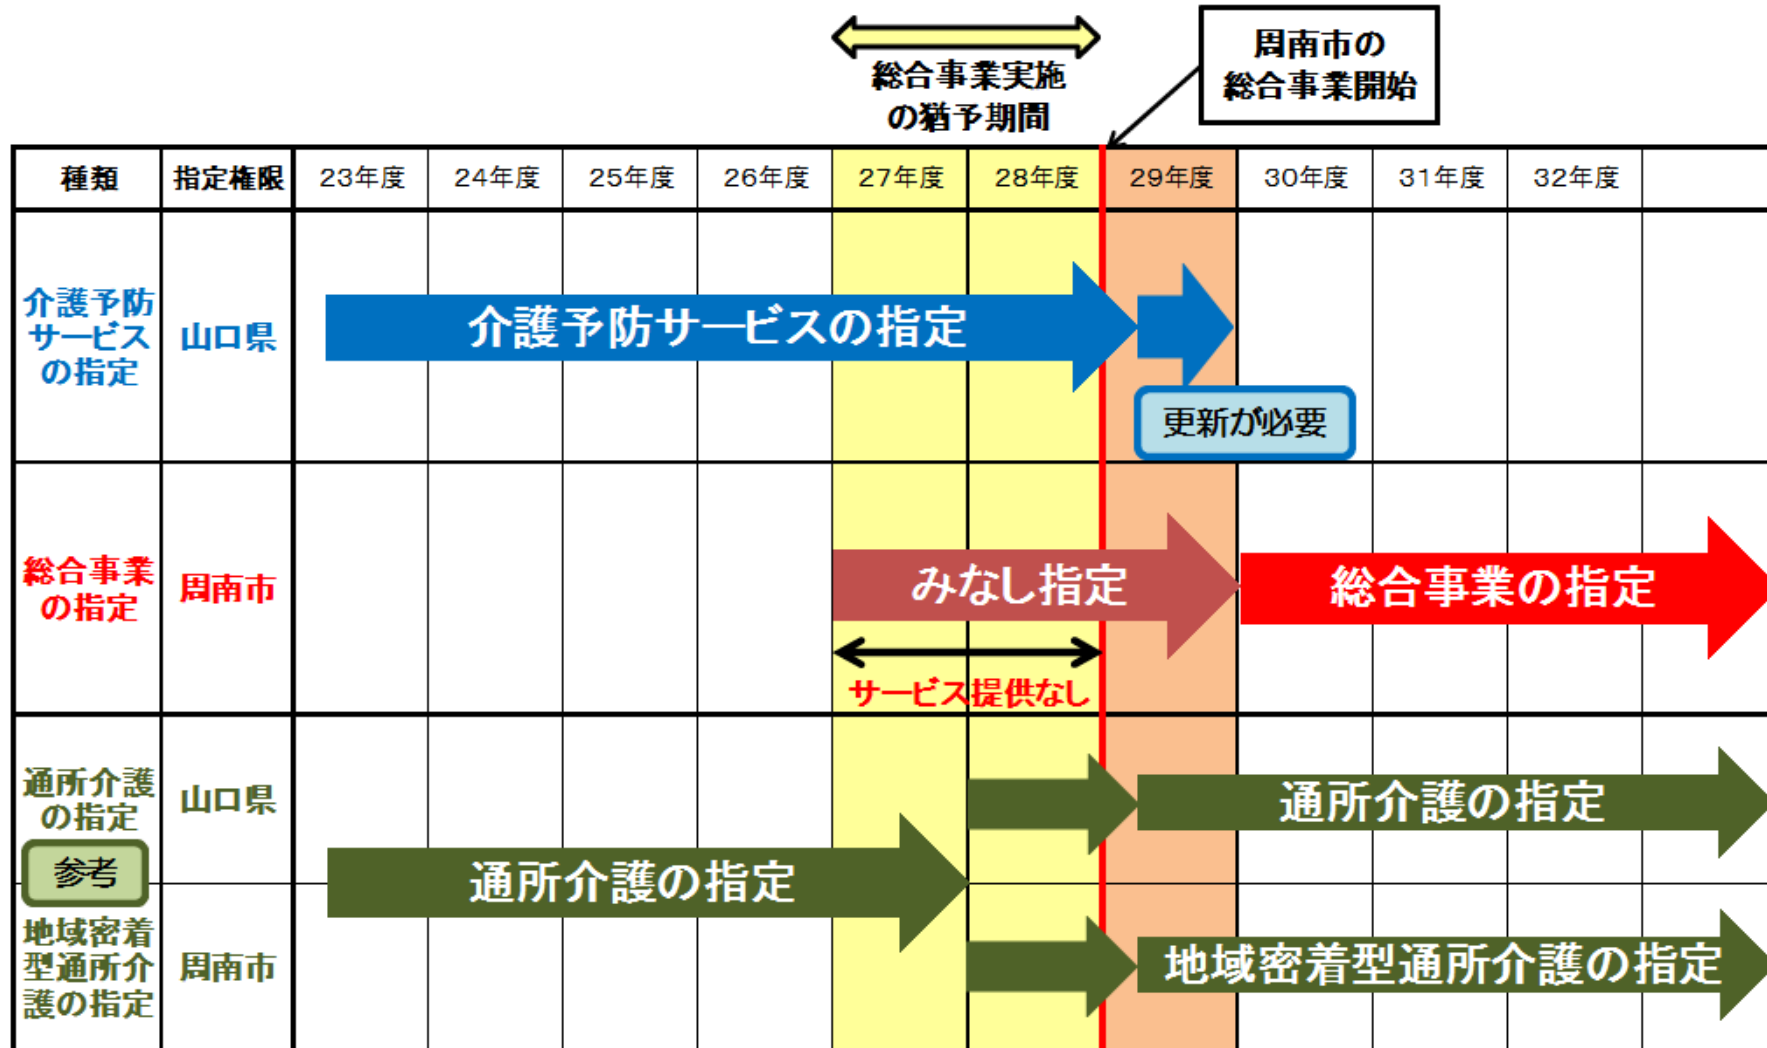 総合事業実施
の猶予期間
周南市の
総合事業開始
種類
指定権限
23年度
24年度
25年度
26年度
27年度
28年度
29年度
30年度
31年度
32年度
介護予防
サービス
の指定
山口県
介護予防サービスの指定
更新が必要
総合事業
の指定
周南市
みなし指定
総合事業の指定
サービス提供なし
通所介護
の指定
山口県
通所介護の指定
参考
通所介護の指定
地域密着
型通所介
護の指定
周南市
地域密着型通所介護の指定